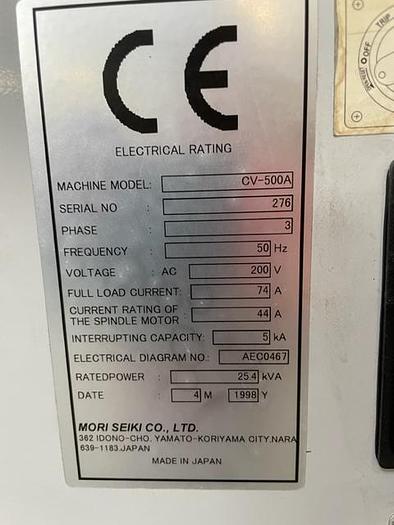 CE
ELECTRICAL RATING
MACHINE MODEL: CV-500A
SERIAL NO : 276
PHASE : 3
FREQUENCY : 50 Hz
VOLTAGE : AC 200 V
FULL LOAD CURRENT: 74 A
CURRENT RATING OF
THE SPINDLE MOTOR : 44 A
INTERRUPTING CAPACITY: 5 kA
ELECTRICAL DIAGRAM NO.: AEC0467
RATEDPOWER : 25.4 kVA
DATE : 4 M 1998 Y
MORI SEIKI CO., LTD.
362 IDONO-CHO, YAMATO-KORIYAMA CITY.NARA
639-1183.JAPAN
MADE IN JAPAN
OFF
TRIP